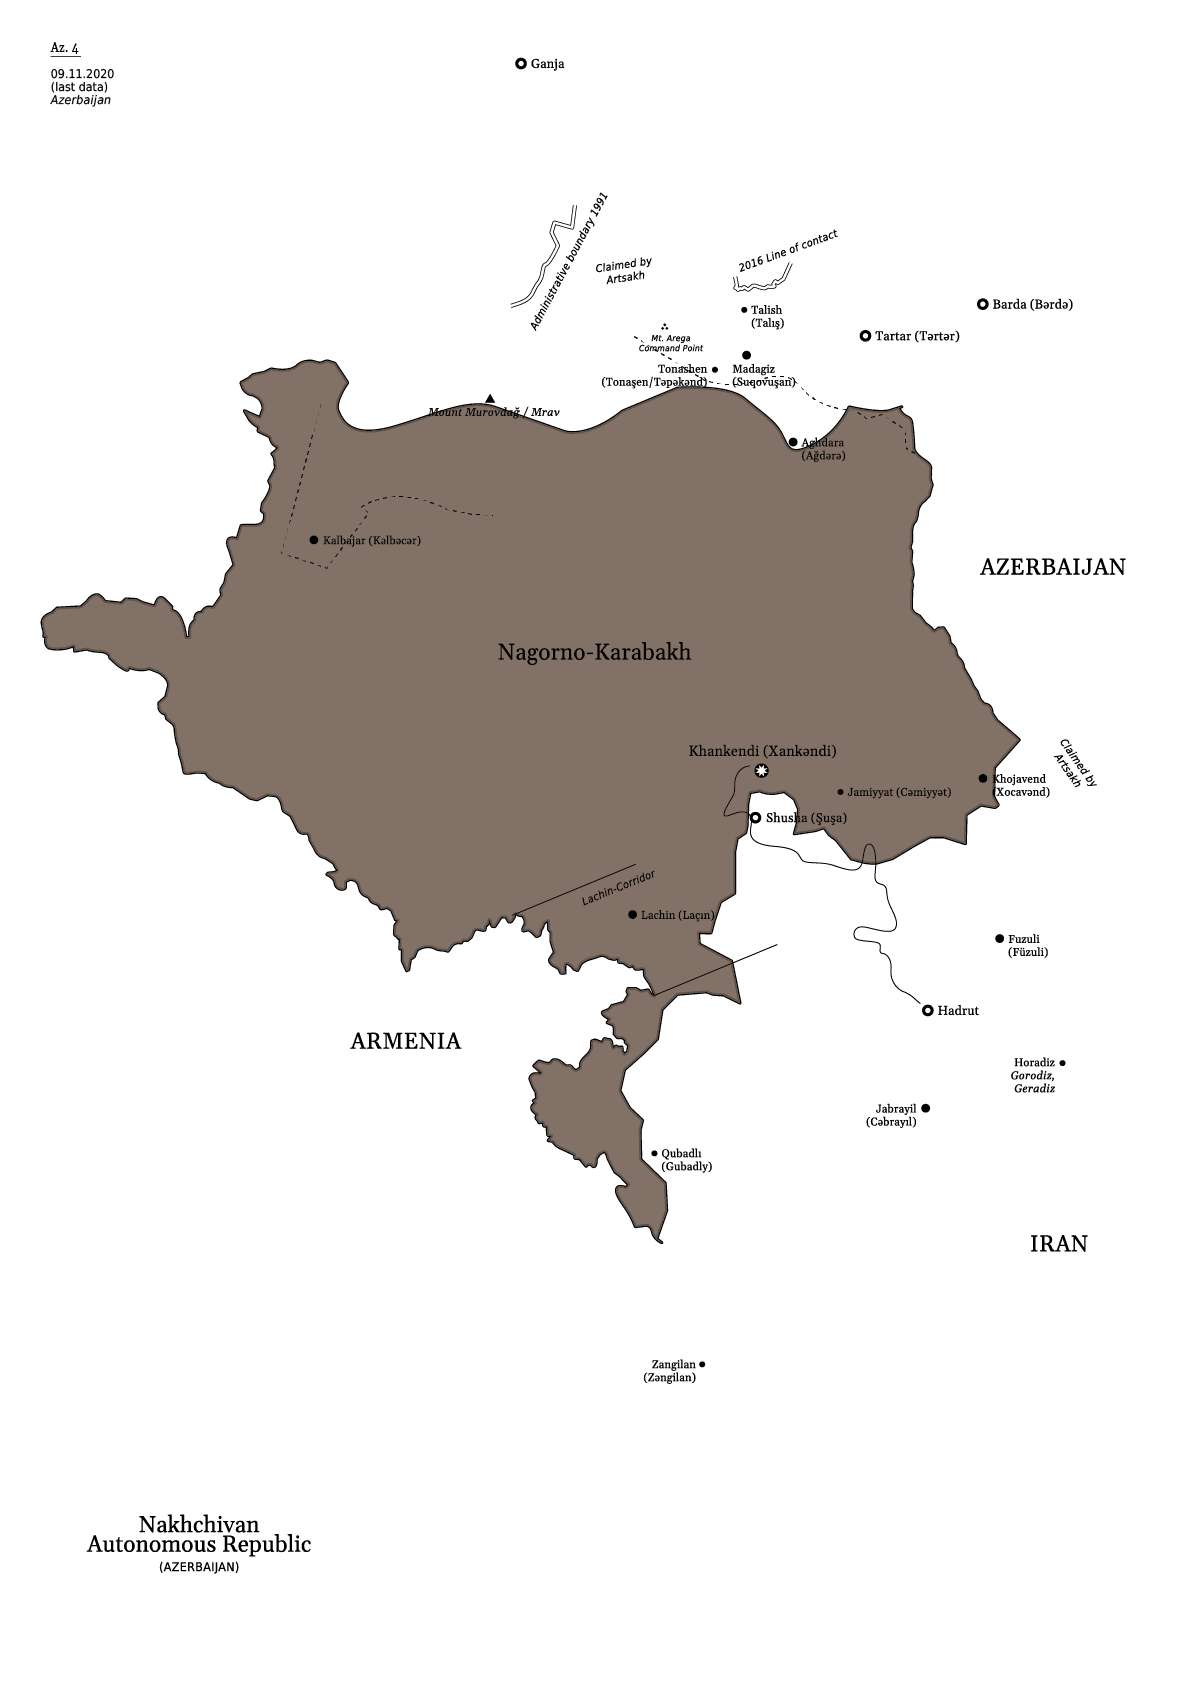 Az. 4
09.11.2020
(last data)
Azerbaijan
Ganja
Administrative boundary 1991
Claimed by
Artsakh
2016 Line of contact
Talish
(Talış)
Barda (Bərdə)
Tartar (Tərtər)
Mt. Arega
Command Point
Tonashen
(Tonaşen/Təpəkənd)
Madagiz
(Suqovuşan)
Mount Murovdağ / Mrav
Aghdara
(Ağdərə)
Kalbajar (Kəlbəcər)
AZERBAIJAN
Nagorno-Karabakh
Khankendi (Xankəndi)
Claimed by
Artsakh
Khojavend
(Xocavənd)
Jamiyyat (Cəmiyyət)
Shusha (Şuşa)
Lachin-Corridor
Lachin (Laçın)
Fuzuli
(Füzuli)
Hadrut
ARMENIA
Horadiz
Gorodiz,
Geradiz
Jabrayil
(Cəbrayıl)
Qubadlı
(Gubadly)
IRAN
Zangilan
(Zəngilan)
Nakhchivan
Autonomous Republic
(AZERBAIJAN)